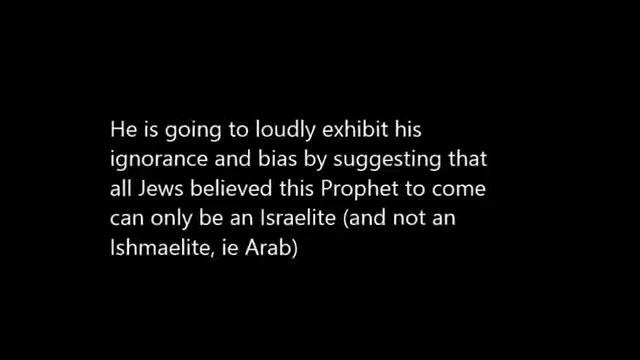 He is going to loudly exhibit his
ignorance and bias by suggesting that
all Jews believed this Prophet to come
can only be an Israelite (and not an
Ishmaelite, ie Arab)